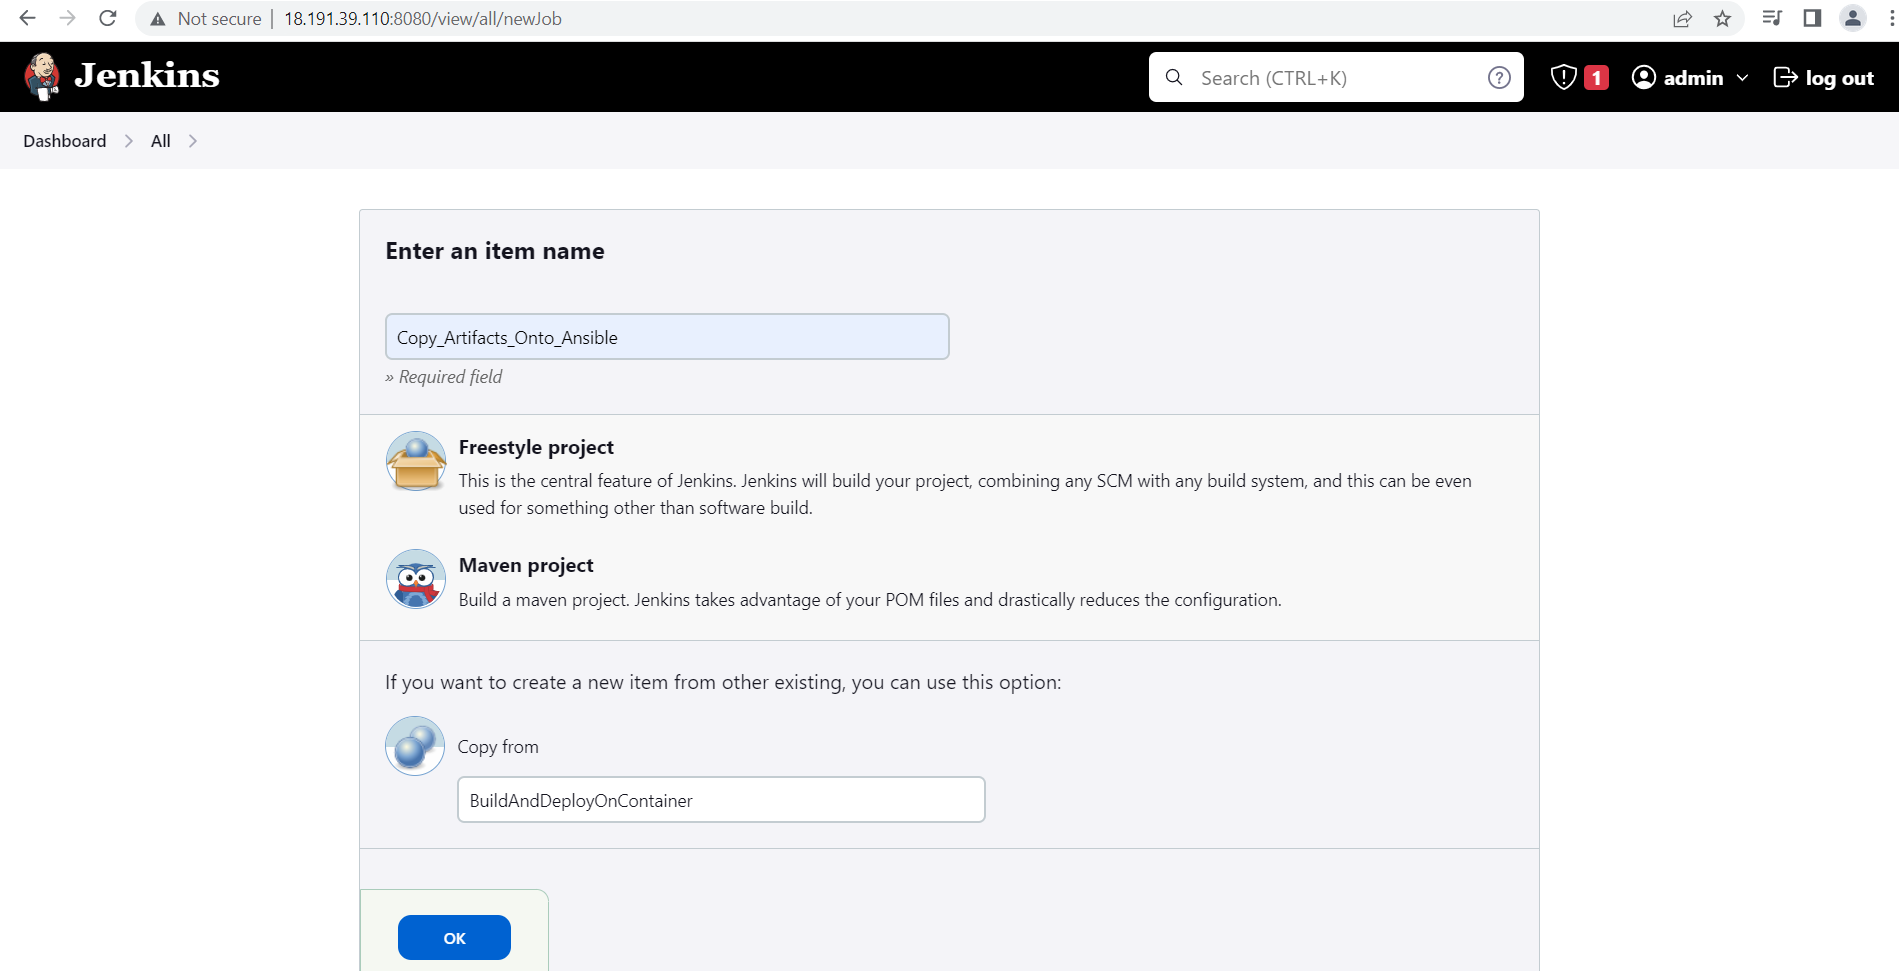 Not secure | 18.191.39.110:8080/view/all/newJob
Jenkins
Search (CTRL+K)
?
1
admin
log out
Dashboard
All
Enter an item name
Copy_Artifacts_Onto_Ansible
» Required field
Freestyle project
This is the central feature of Jenkins. Jenkins will build your project, combining any SCM with any build system, and this can be even
used for something other than software build.
Maven project
Build a maven project. Jenkins takes advantage of your POM files and drastically reduces the configuration.
If you want to create a new item from other existing, you can use this option:
Copy from
BuildAndDeployOnContainer
OK